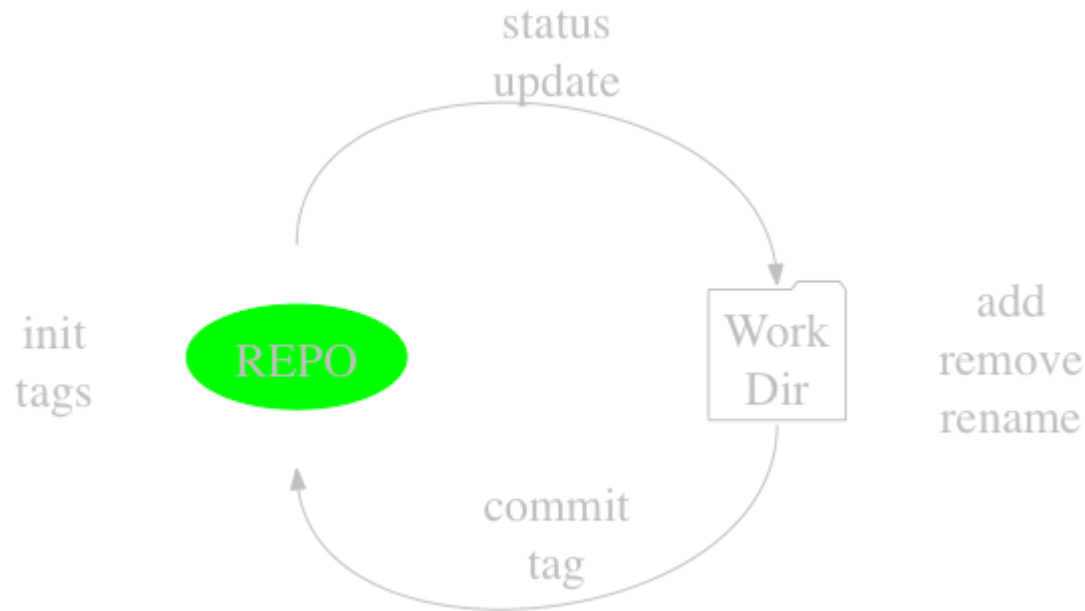 status
update
init
tags
REPO
Work
Dir
add
remove
rename
commit
tag